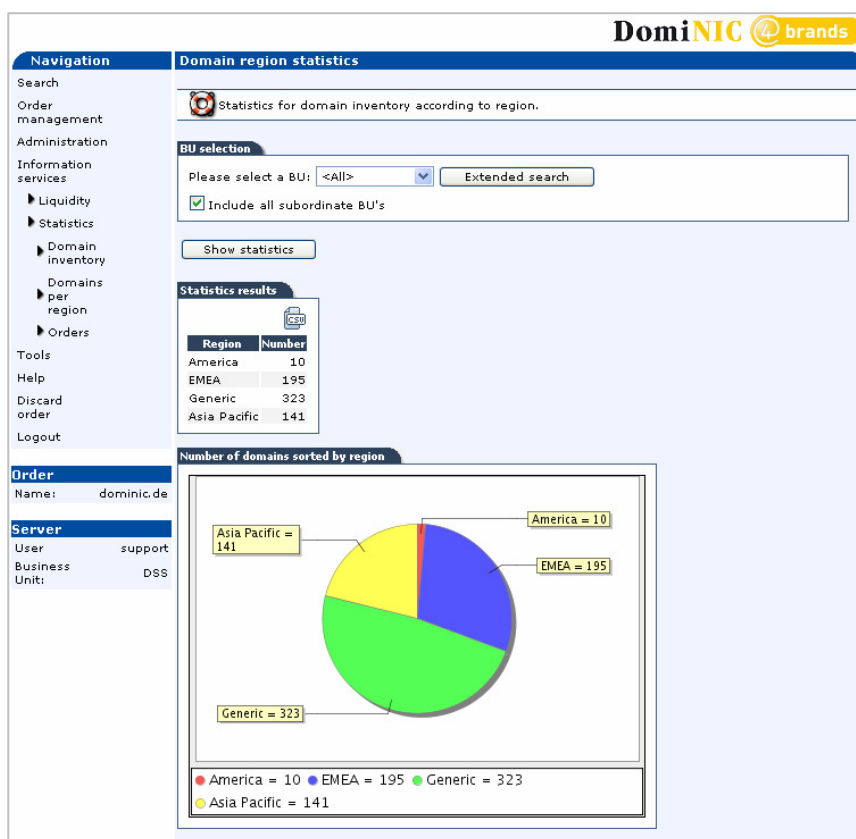 DomiNIC 4 brands
Navigation
Search
Order
management
Administration
Information
services
Liquidity
Statistics
Domain
inventory
Domains
per
region
Orders
Tools
Help
Discard
order
Logout
Order
Name: dominic.de
Server
User support
Business
Unit: DSS
Domain region statistics
Statistics for domain inventory according to region.
BU selection
Please select a BU: <All> Extended search
Include all subordinate BU's
Show statistics
Statistics results
CSV
Region Number
America 10
EMEA 195
Generic 323
Asia Pacific 141
Number of domains sorted by region
America = 10
Asia Pacific =
141
EMEA = 195
Generic = 323
America = 10 EMEA = 195 Generic = 323
Asia Pacific = 141